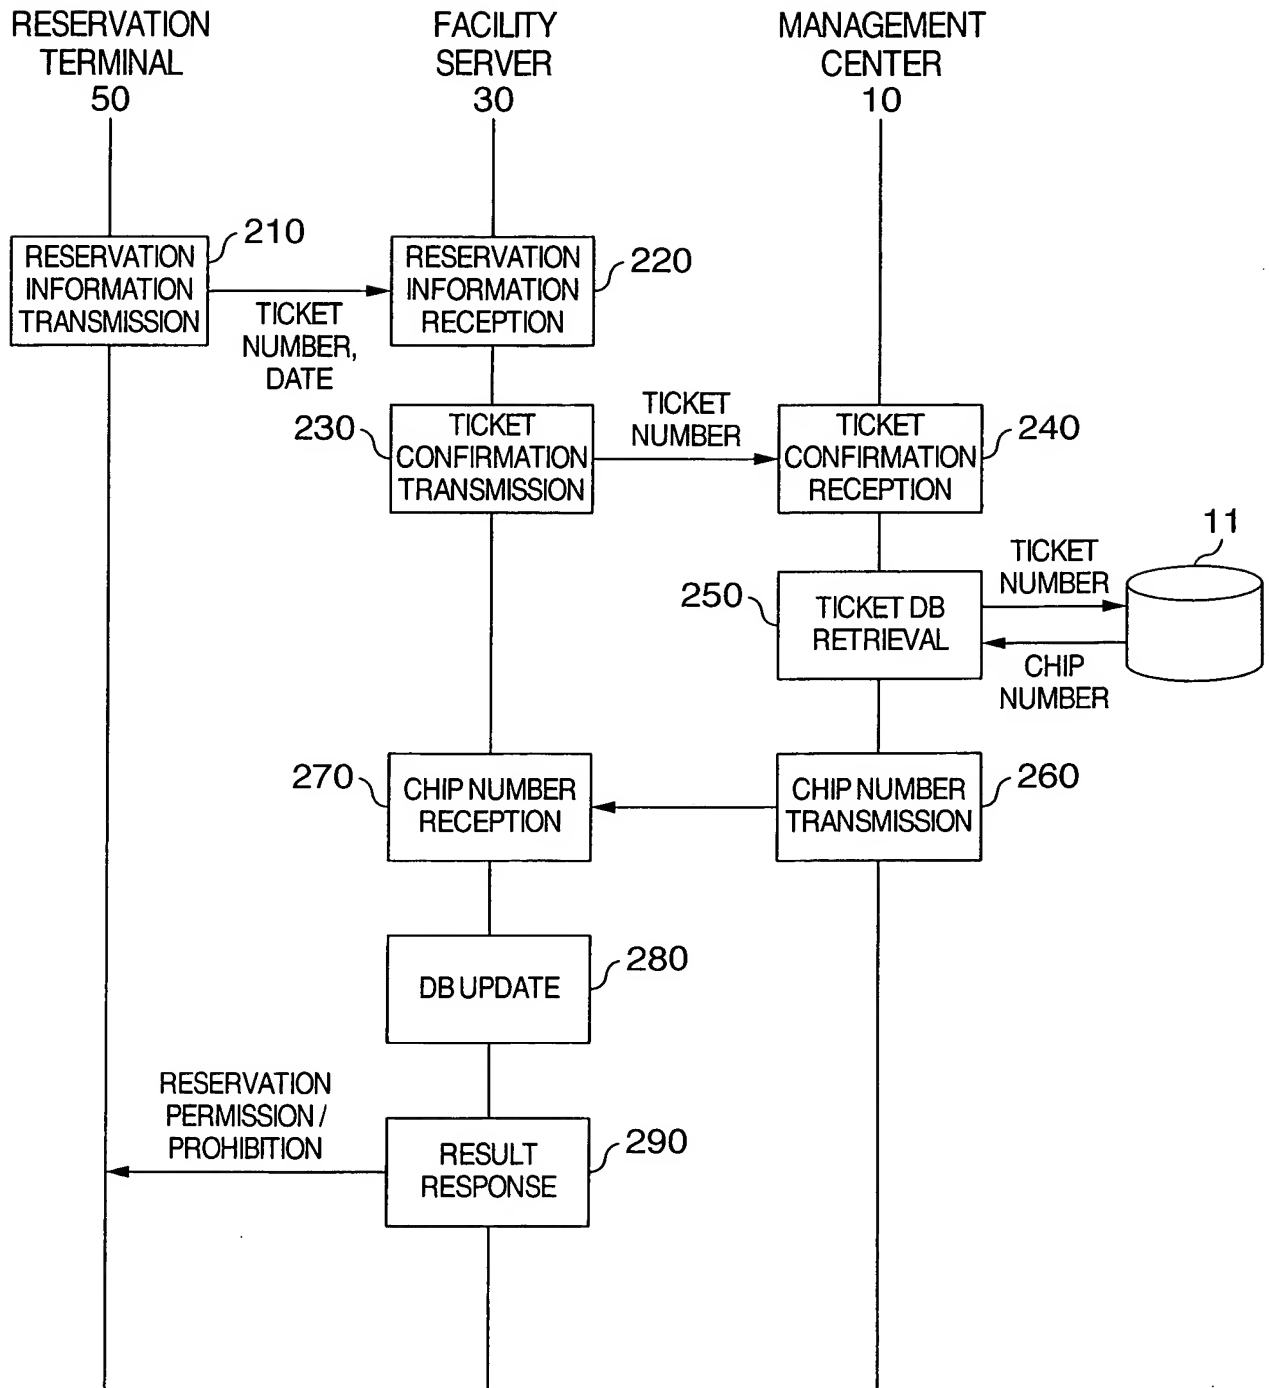 RESERVATION
TERMINAL
50
FACILITY
SERVER
30
MANAGEMENT
CENTER
10
RESERVATION
INFORMATION
TRANSMISSION
210
TICKET
NUMBER,
DATE
RESERVATION
INFORMATION
RECEPTION
220
230
TICKET
CONFIRMATION
TRANSMISSION
TICKET
NUMBER
TICKET
CONFIRMATION
RECEPTION
240
250
TICKET DB
RETRIEVAL
TICKET
NUMBER
11
CHIP
NUMBER
270
CHIP NUMBER
RECEPTION
CHIP NUMBER
TRANSMISSION
260
DB UPDATE
280
RESERVATION
PERMISSION /
PROHIBITION
RESULT
RESPONSE
290